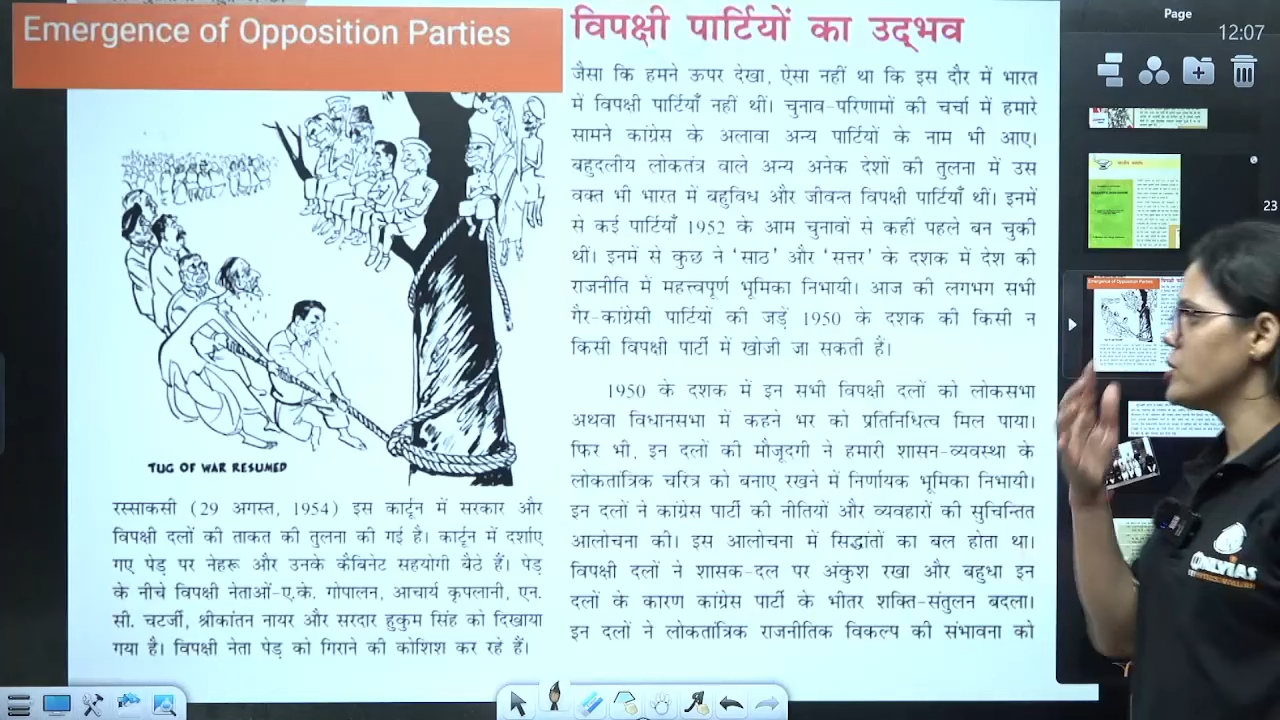 Page
12:07
23
Emergence of Opposition Parties
TUG OF WAR RESUMED
रस्साकसी (29 अगस्त, 1954) इस कार्टून में सरकार और
विपक्षी दलों की ताकत की तुलना की गई है। कार्टून में दर्शाए
गए पेड़ पर नेहरू और उनके कैबिनेट सहयोगी बैठे हैं। पेड़
के नीचे विपक्षी नेताओं-ए.के. गोपालन, आचार्य कृपलानी, एन.
सी. चटर्जी, श्रीकांतन नायर और सरदार हुकुम सिंह को दिखाया
गया है। विपक्षी नेता पेड़ को गिराने की कोशिश कर रहे हैं।
विपक्षी पार्टियों का उद्भव
जैसा कि हमने ऊपर देखा, ऐसा नहीं था कि इस दौर में भारत
में विपक्षी पार्टियाँ नहीं थीं। चुनाव-परिणामों की चर्चा में हमारे
सामने कांग्रेस के अलावा अन्य पार्टियों के नाम भी आए।
बहुदलीय लोकतंत्र वाले अन्य अनेक देशों की तुलना में उस
वक्त भी भारत में बहुविध और जीवन्त विपक्षी पार्टियाँ थीं। इनमें
से कई पार्टियाँ 1952 के आम चुनावों से कहीं पहले बन चुकी
थीं। इनमें से कुछ ने 'साठ' और 'सत्तर' के दशक में देश की
राजनीति में महत्त्वपूर्ण भूमिका निभायी। आज की लगभग सभी
गैर-कांग्रेसी पार्टियों की जड़ें 1950 के दशक की किसी न
किसी विपक्षी पार्टी में खोजी जा सकती हैं।
1950 के दशक में इन सभी विपक्षी दलों को लोकसभा
अथवा विधानसभा में कहने भर को प्रतिनिधित्व मिल पाया।
फिर भी, इन दलों की मौजूदगी ने हमारी शासन-व्यवस्था के
लोकतांत्रिक चरित्र को बनाए रखने में निर्णायक भूमिका निभायी।
इन दलों ने कांग्रेस पार्टी की नीतियों और व्यवहारों की सुचिन्तित
आलोचना की। इस आलोचना में सिद्धांतों का बल होता था।
विपक्षी दलों ने शासक-दल पर अंकुश रखा और बहुधा इन
दलों के कारण कांग्रेस पार्टी के भीतर शक्ति-संतुलन बदला।
इन दलों ने लोकतांत्रिक राजनीतिक विकल्प की संभावना को
Emergence of Opposition Parties